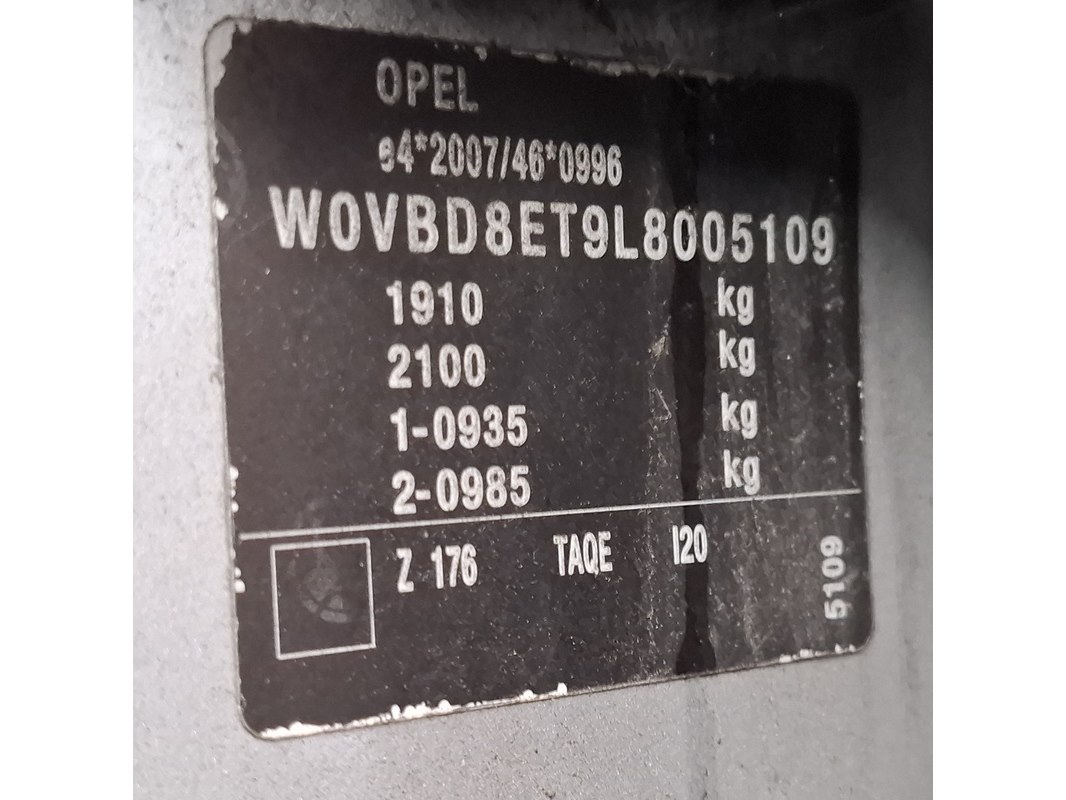 OPEL
e4*2007/46*0996
W0VBD8ET9L8005109
1910 kg
2100 kg
1-0935 kg
2-0985 kg
Z 176 TAQE I20
5109